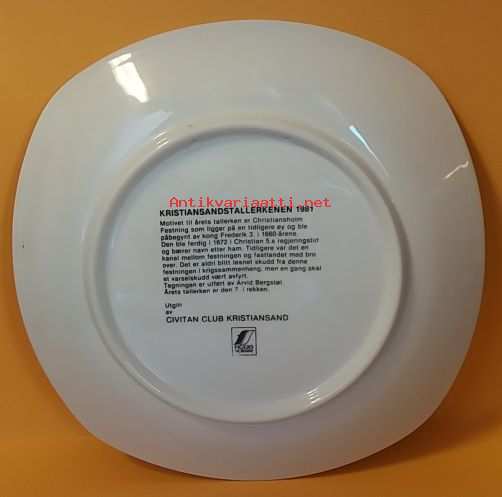 Antikvariaatti.net
KRISTIANSANDSTALLERKENEN 1981
Motivet til årets tallerken er Christiansholm
Festning som ligger på en tidligere øy og ble
påbegynt av kong Frederik 3. i 1660-årene.
Den ble ferdig i 1672 i Christian 5.s regjeringstid
og bærer navn etter ham. Tidligere var det en
kanal mellom festningen og fastlandet med bro
over. Det er aldri blitt løsnet skudd fra denne
festningen i krigssammenheng, men en gang skal
et varselskudd vært avfyrt.
Tegningen er utført av Arvid Bergstøl.
Årets tallerken er den 7. i rekken.
Utgitt
av
CIVITAN CLUB KRISTIANSAND
FIGGJO
NORWAY